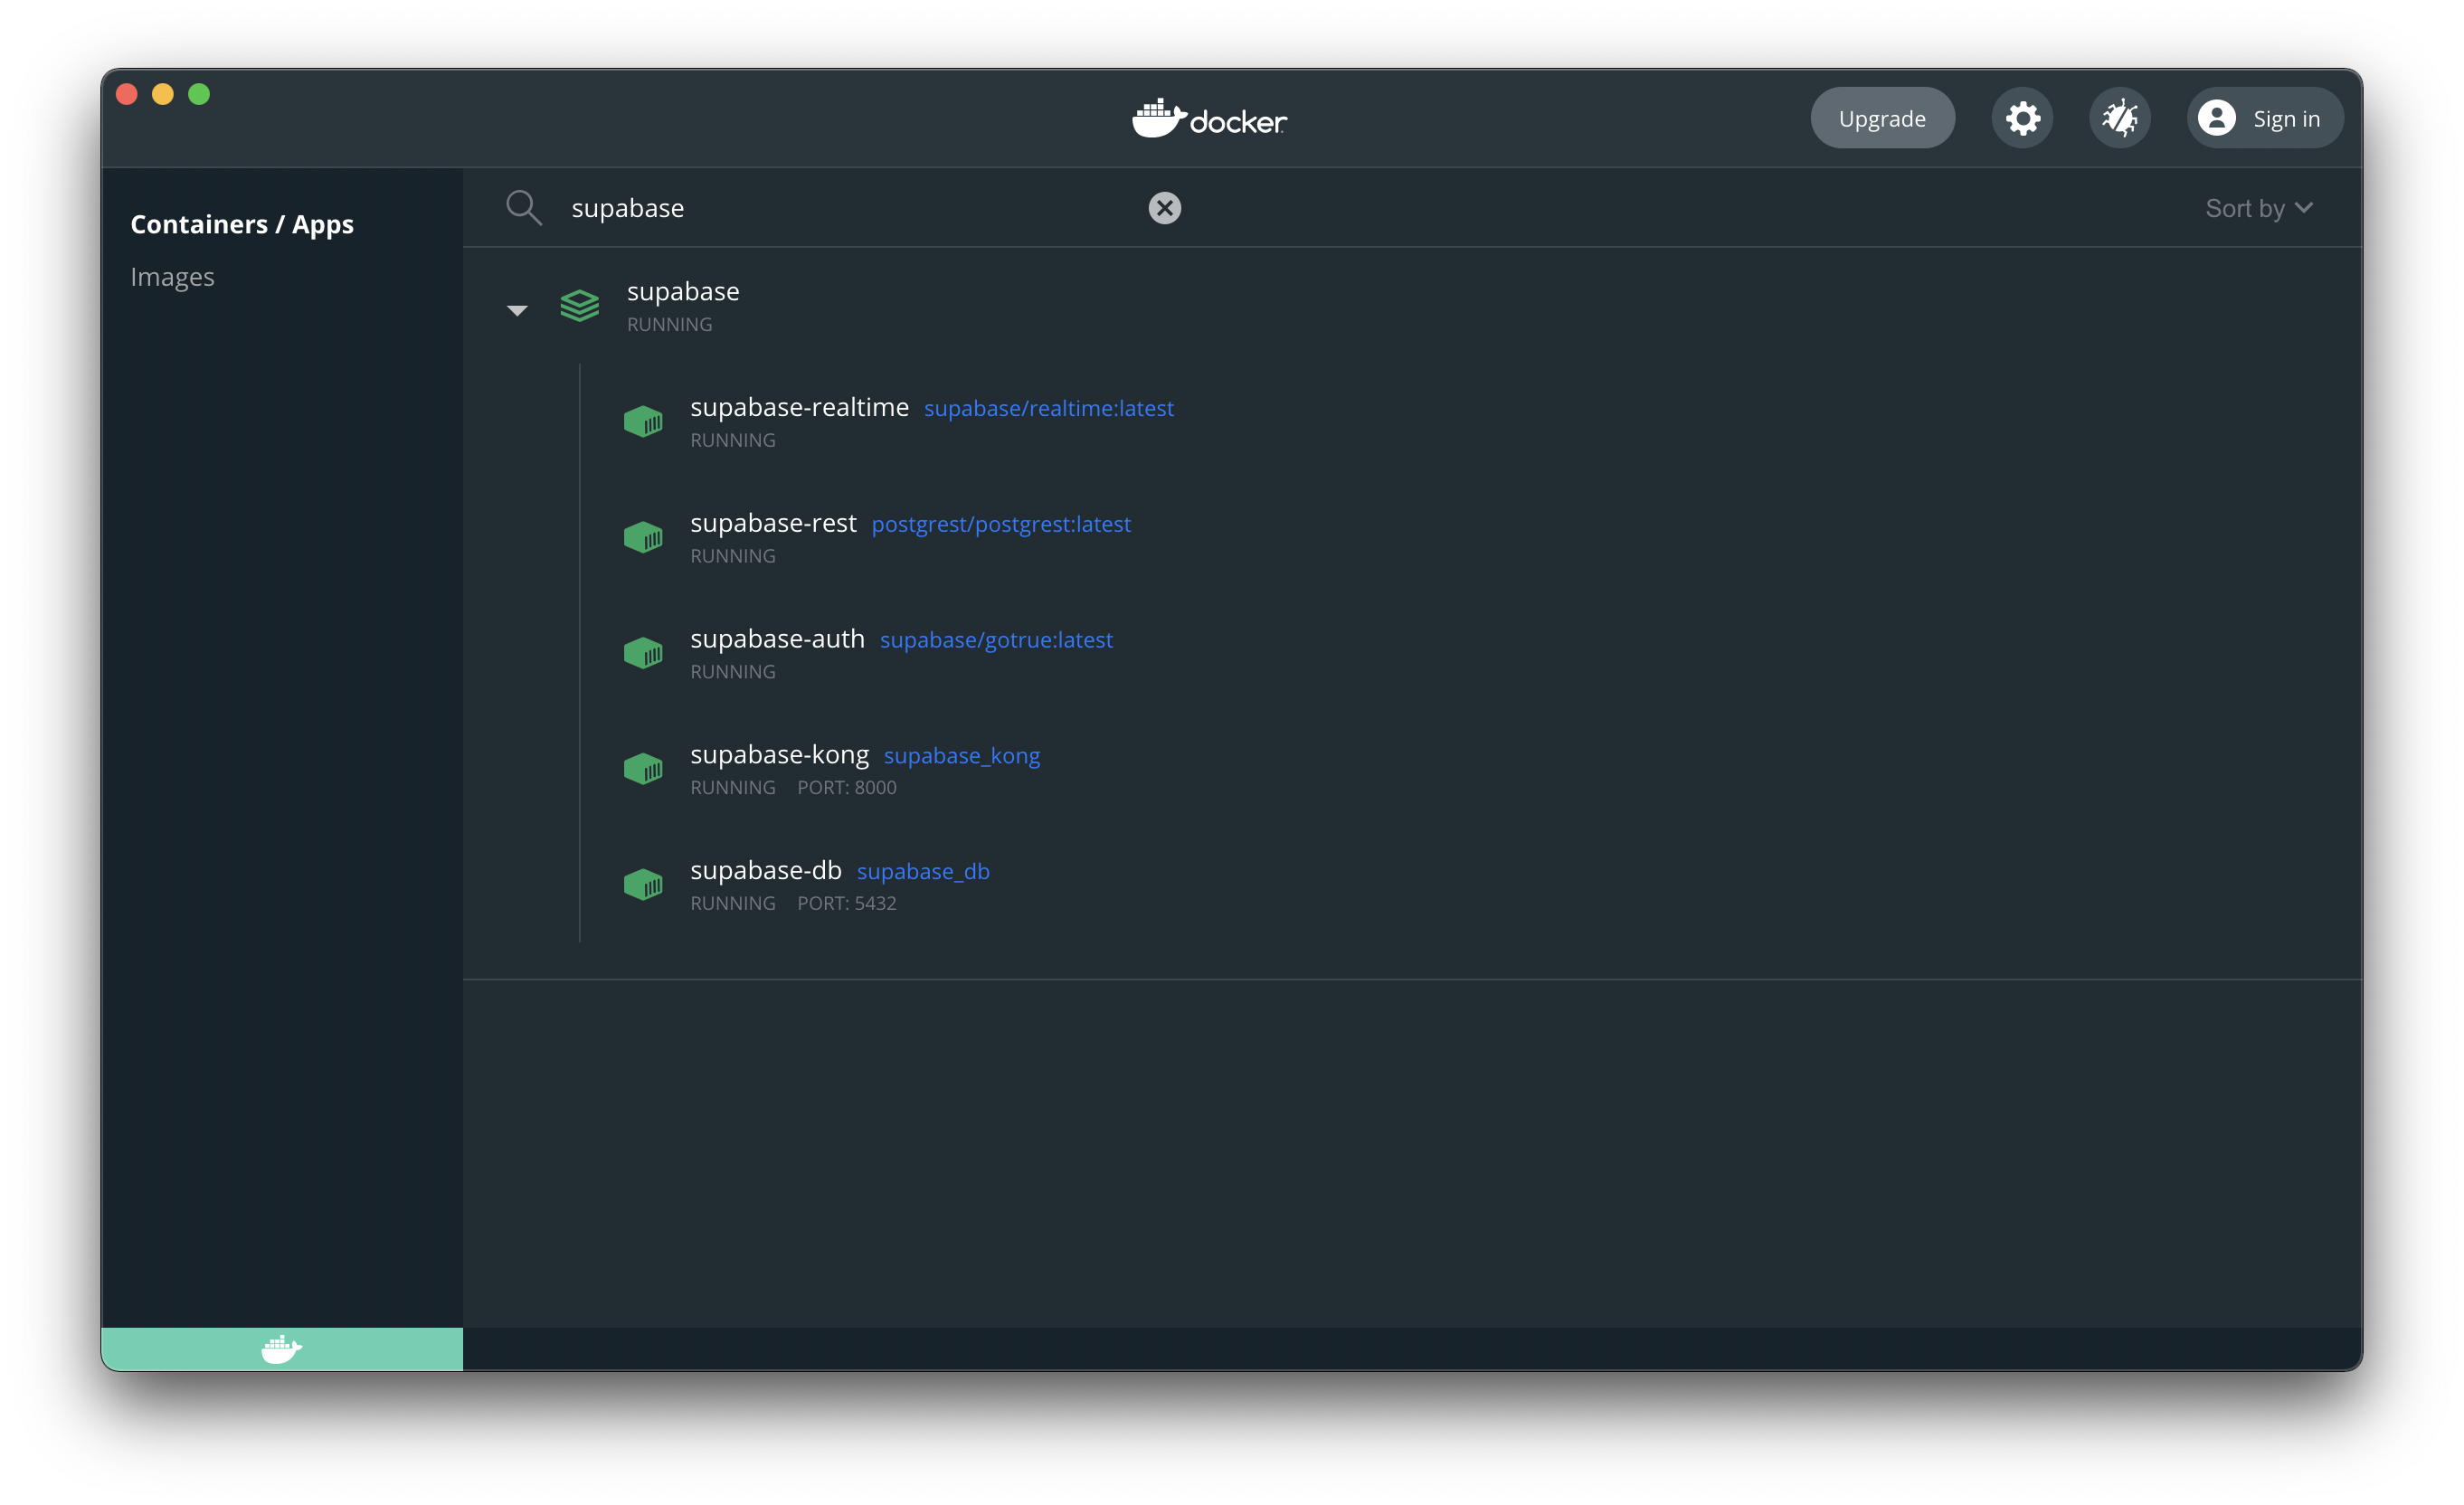 docker
Upgrade
Sign in
Containers / Apps
Images
supabase
Sort by
supabase
RUNNING
supabase-realtime supabase/realtime:latest
RUNNING
supabase-rest postgrest/postgrest:latest
RUNNING
supabase-auth supabase/gotrue:latest
RUNNING
supabase-kong supabase_kong
RUNNING PORT: 8000
supabase-db supabase_db
RUNNING PORT: 5432